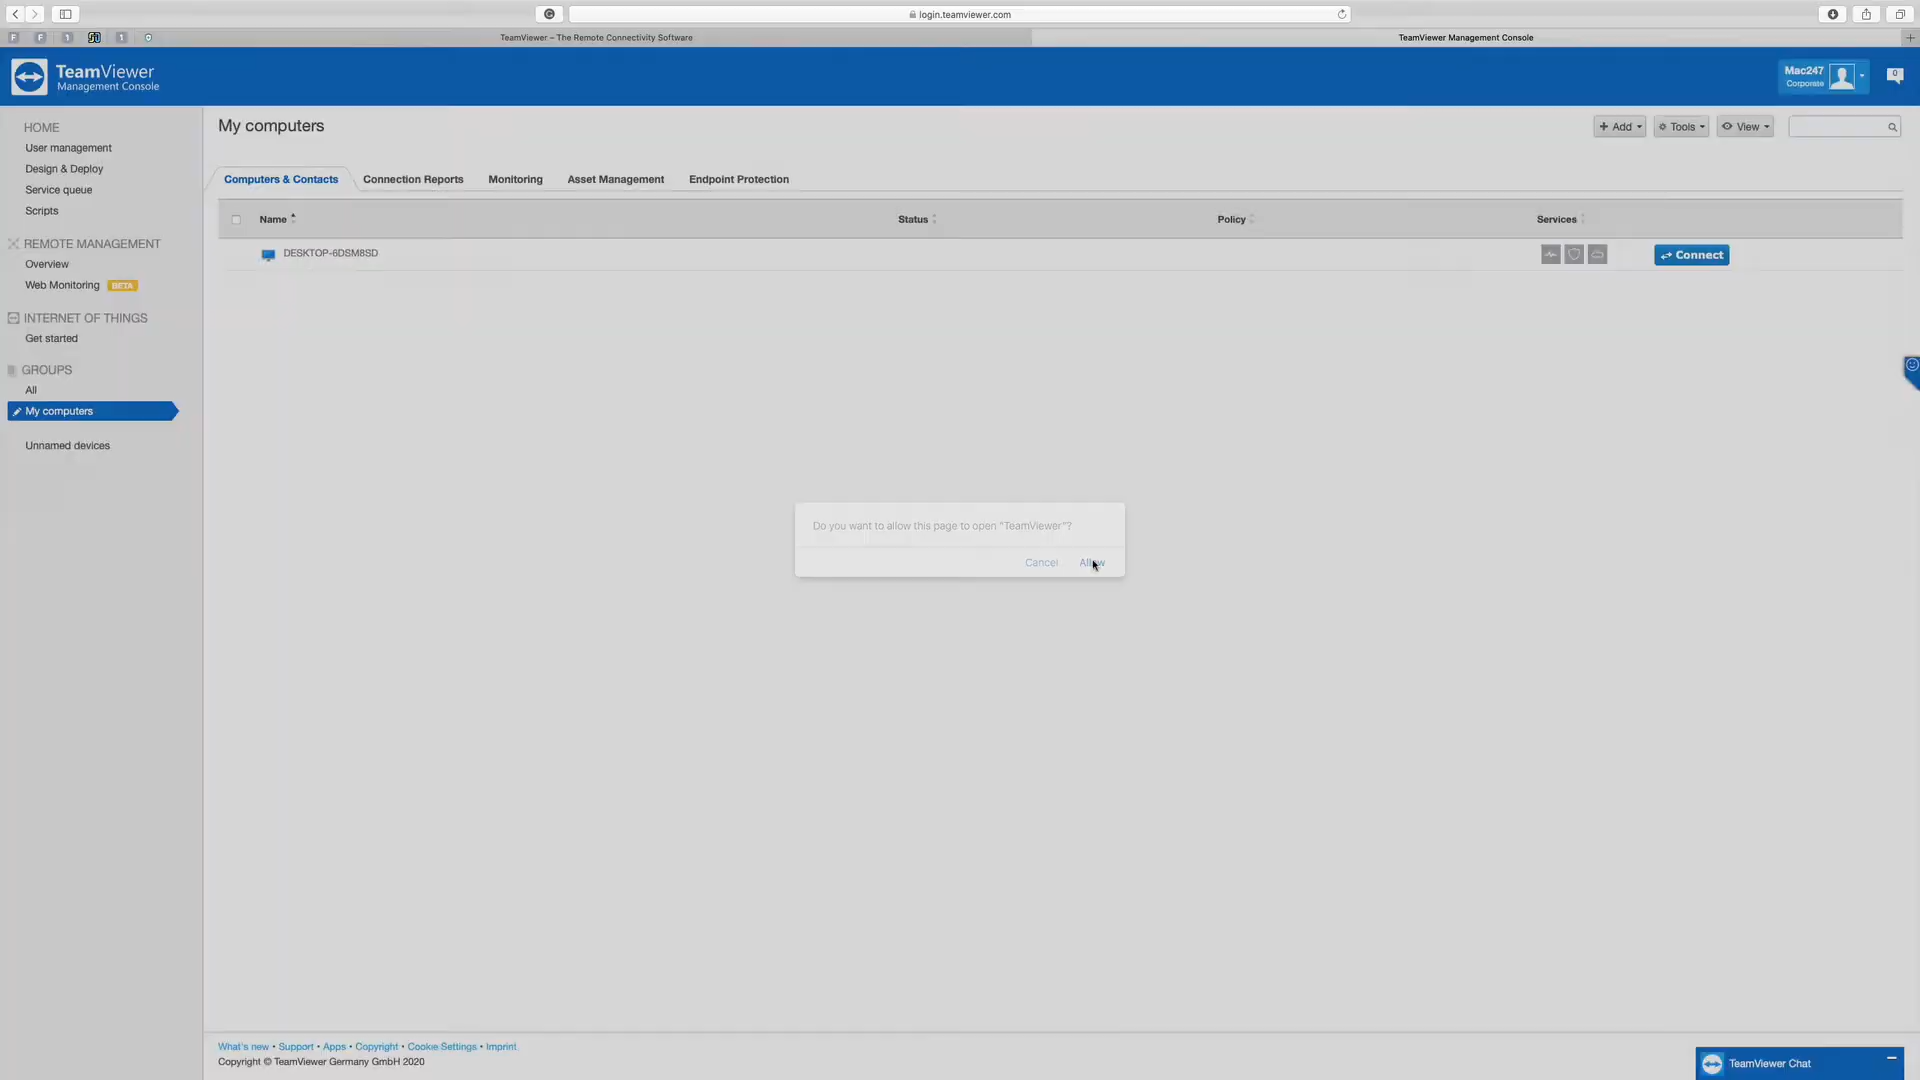 login.teamviewer.com
F
F
1
1
TeamViewer – The Remote Connectivity Software
TeamViewer Management Console
TeamViewer
Management Console
Mac247
Corporate
0
HOME
User management
Design & Deploy
Service queue
Scripts
REMOTE MANAGEMENT
Overview
Web Monitoring BETA
INTERNET OF THINGS
Get started
GROUPS
All
My computers
Unnamed devices
My computers
+ Add
Tools
View
Computers & Contacts
Connection Reports
Monitoring
Asset Management
Endpoint Protection
Name
Status
Policy
Services
DESKTOP-6DSM8SD
Connect
Do you want to allow this page to open "TeamViewer"?
Cancel
Allow
What's new • Support • Apps • Copyright • Cookie Settings • Imprint
Copyright © TeamViewer Germany GmbH 2020
TeamViewer Chat